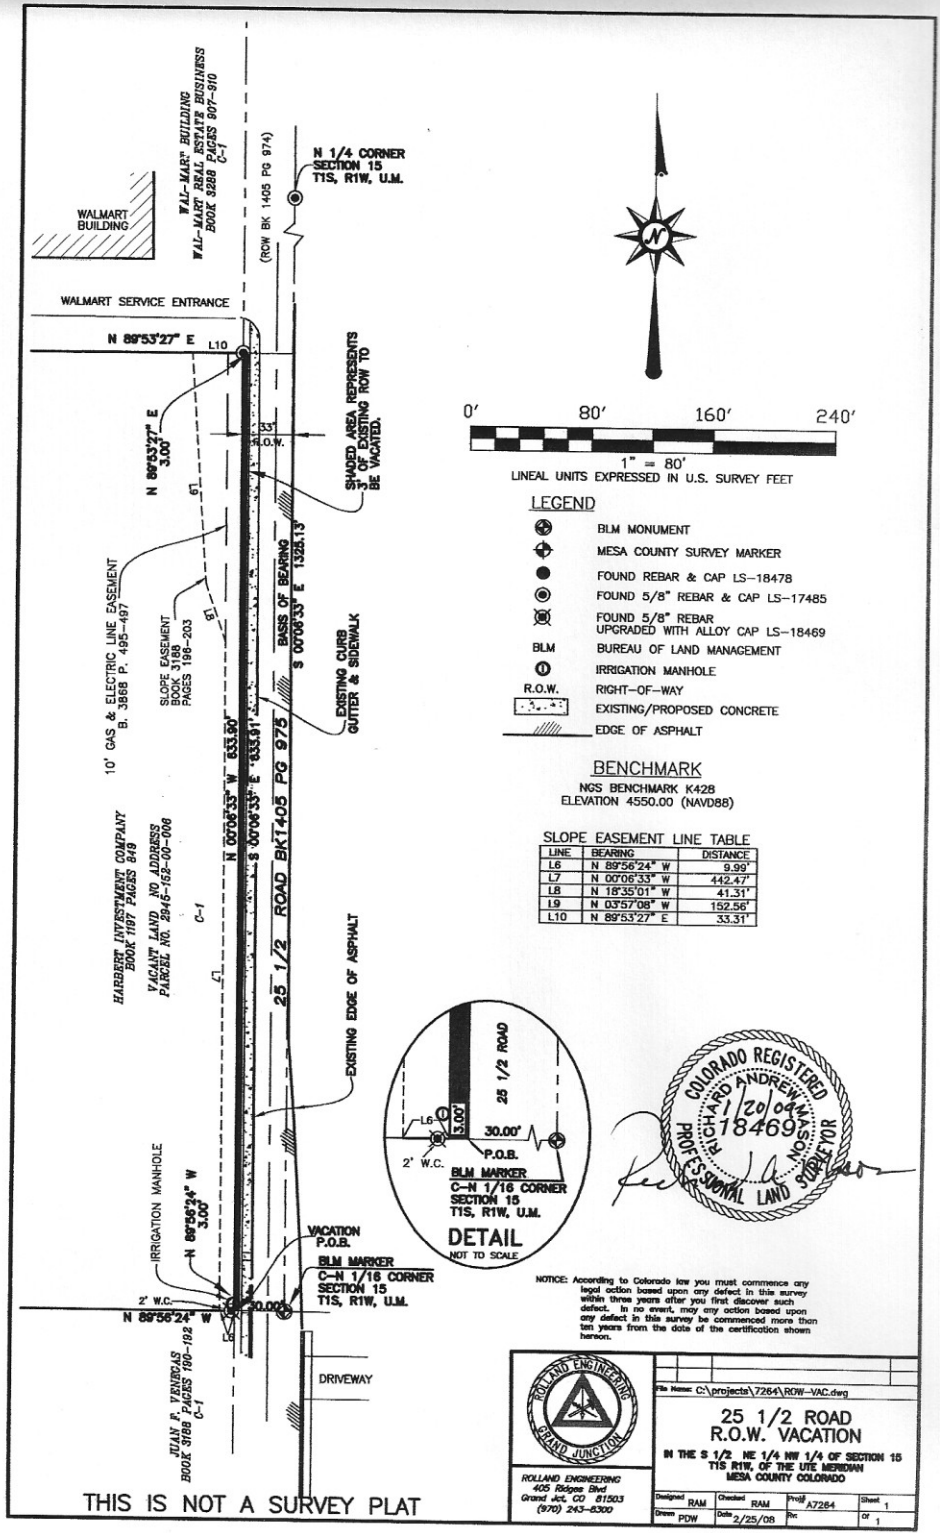 WAL-MART BUILDING
WAL-MART REAL ESTATE BUSINESS
BOOK 3288 PAGES 907-910
C-1
WALMART
BUILDING
(ROW BK 1405 PG 974)
N 1/4 CORNER
SECTION 15
T1S, R1W, U.M.
WALMART SERVICE ENTRANCE
N 89°53'27" E
L10
N 89°53'27" E
3.00'
33'
R.O.W.
SHADED AREA REPRESENTS
3' OF EXISTING ROW TO
BE VACATED.
L9
L8
10' GAS & ELECTRIC LINE EASEMENT
B. 3868 P. 495-497
SLOPE EASEMENT
BOOK 3188
PAGES 196-203
BASIS OF BEARING
S 00°06'33" E 1325.13'
EXISTING CURB
GUTTER & SIDEWALK
N 00°06'33" W 633.90'
S 00°06'33" E 633.91'
25 1/2 ROAD BK1405 PG 975
HARBERT INVESTMENT COMPANY
BOOK 1197 PAGES 849
VACANT LAND NO ADDRESS
PARCEL NO. 2945-152-00-006
C-1
L7
EXISTING EDGE OF ASPHALT
IRRIGATION MANHOLE
N 89°56'24" W
3.00'
VACATION
P.O.B.
BLM MARKER
C-N 1/16 CORNER
SECTION 15
T1S, R1W, U.M.
2' W.C.
30.00'
N 89°56'24" W
L6
JUAN F. VENEGAS
BOOK 3188 PAGES 190-192
C-1
DRIVEWAY
THIS IS NOT A SURVEY PLAT
N
0' 80' 160' 240'
1" = 80'
LINEAL UNITS EXPRESSED IN U.S. SURVEY FEET
LEGEND
BLM MONUMENT
MESA COUNTY SURVEY MARKER
FOUND REBAR & CAP LS-18478
FOUND 5/8" REBAR & CAP LS-17485
FOUND 5/8" REBAR
UPGRADED WITH ALLOY CAP LS-18469
BLM BUREAU OF LAND MANAGEMENT
IRRIGATION MANHOLE
R.O.W. RIGHT-OF-WAY
EXISTING/PROPOSED CONCRETE
EDGE OF ASPHALT
BENCHMARK
NGS BENCHMARK K428
ELEVATION 4550.00 (NAVD88)
SLOPE EASEMENT LINE TABLE
LINE BEARING DISTANCE
L6 N 89°56'24" W 9.99'
L7 N 00°06'33" W 442.47'
L8 N 18°35'01" W 41.31'
L9 N 03°57'08" W 152.56'
L10 N 89°53'27" E 33.31'
25 1/2 ROAD
L6
3.00'
30.00'
P.O.B.
2' W.C.
BLM MARKER
C-N 1/16 CORNER
SECTION 15
T1S, R1W, U.M.
DETAIL
NOT TO SCALE
COLORADO REGISTERED
RICHARD ANDREW MASON
1/20/09
18469
PROFESSIONAL LAND SURVEYOR
NOTICE: According to Colorado law you must commence any
legal action based upon any defect in this survey
within three years after you first discover such
defect. In no event, may any action based upon
any defect in this survey be commenced more than
ten years from the date of the certification shown
hereon.
ROLLAND ENGINEERING
GRAND JUNCTION
ROLLAND ENGINEERING
405 Ridges Blvd
Grand Jct, CO 81503
(970) 243-8300
File Name: C:\projects\7264\ROW-VAC.dwg
25 1/2 ROAD
R.O.W. VACATION
IN THE S 1/2 NE 1/4 NW 1/4 OF SECTION 15
T1S R1W, OF THE UTE MERIDIAN
MESA COUNTY COLORADO
Designed RAM Checked RAM Proj# A7264 Sheet 1
Drawn PDW Date 2/25/08 Rv: Of 1